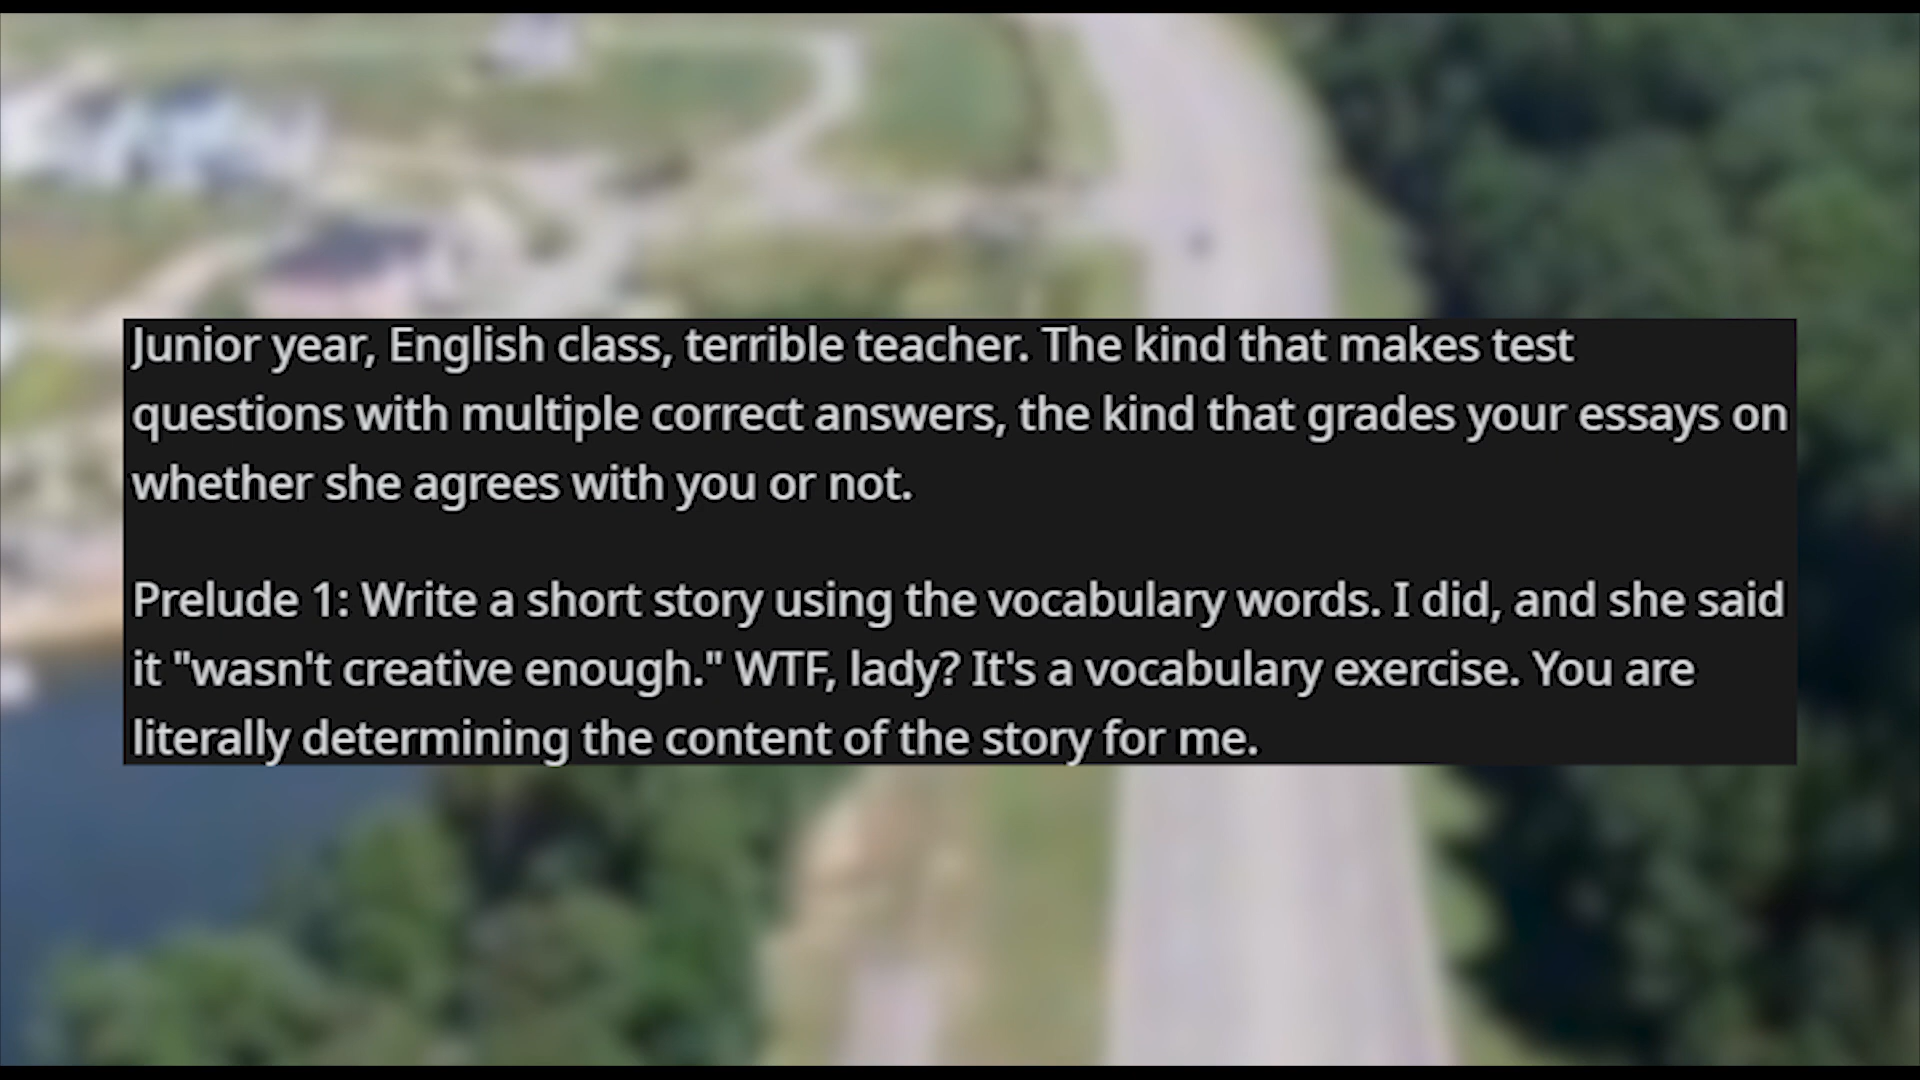 Junior year, English class, terrible teacher. The kind that makes test
questions with multiple correct answers, the kind that grades your essays on
whether she agrees with you or not.
Prelude 1: Write a short story using the vocabulary words. I did, and she said
it "wasn't creative enough." WTF, lady? It's a vocabulary exercise. You are
literally determining the content of the story for me.